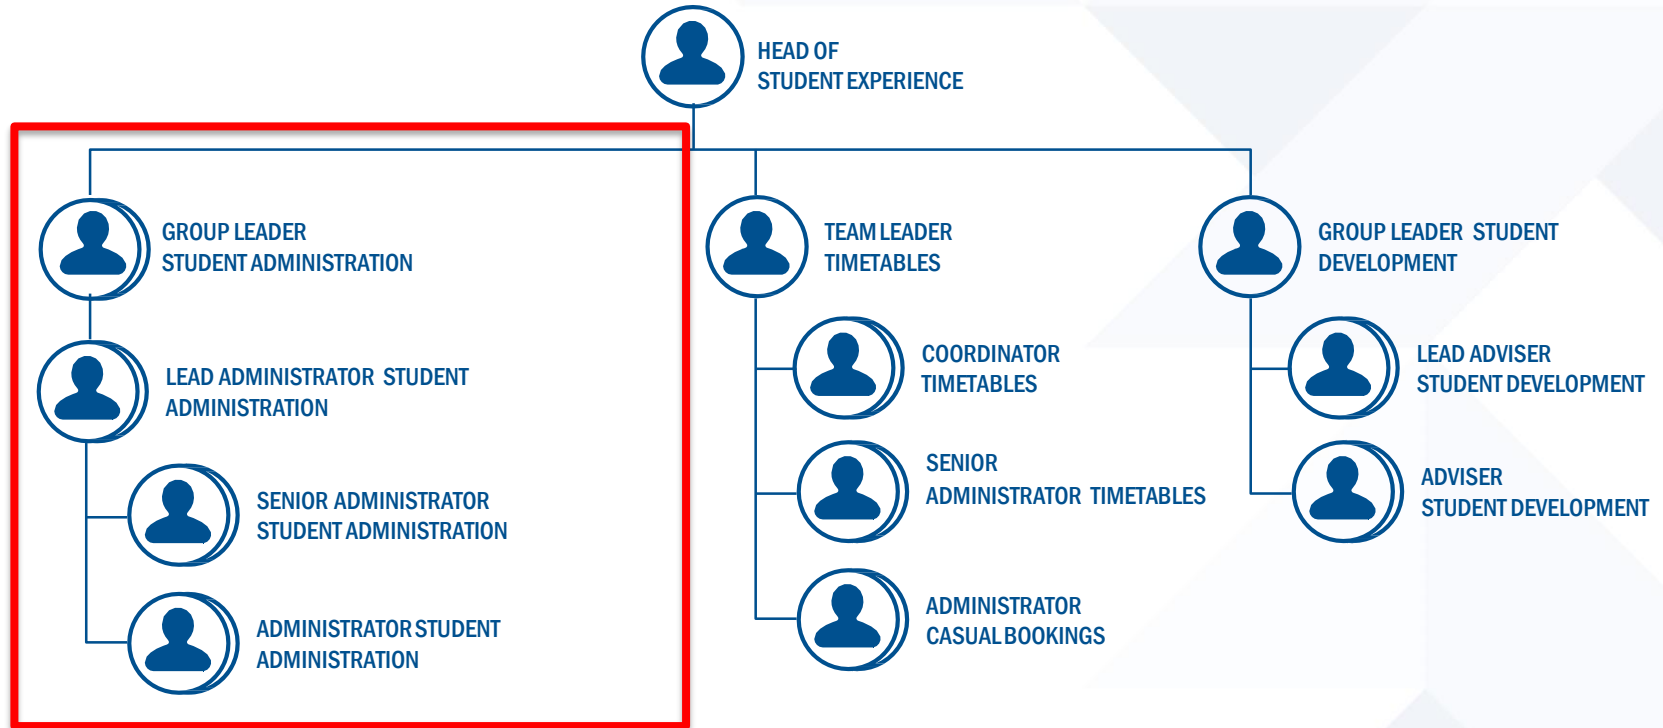 HEAD OF
STUDENT EXPERIENCE
GROUP LEADER
STUDENT ADMINISTRATION
LEAD ADMINISTRATOR STUDENT
ADMINISTRATION
SENIOR ADMINISTRATOR
STUDENT ADMINISTRATION
ADMINISTRATOR STUDENT
ADMINISTRATION
TEAM LEADER
TIMETABLES
COORDINATOR
TIMETABLES
SENIOR
ADMINISTRATOR TIMETABLES
ADMINISTRATOR
CASUAL BOOKINGS
GROUP LEADER STUDENT
DEVELOPMENT
LEAD ADVISER
STUDENT DEVELOPMENT
ADVISER
STUDENT DEVELOPMENT